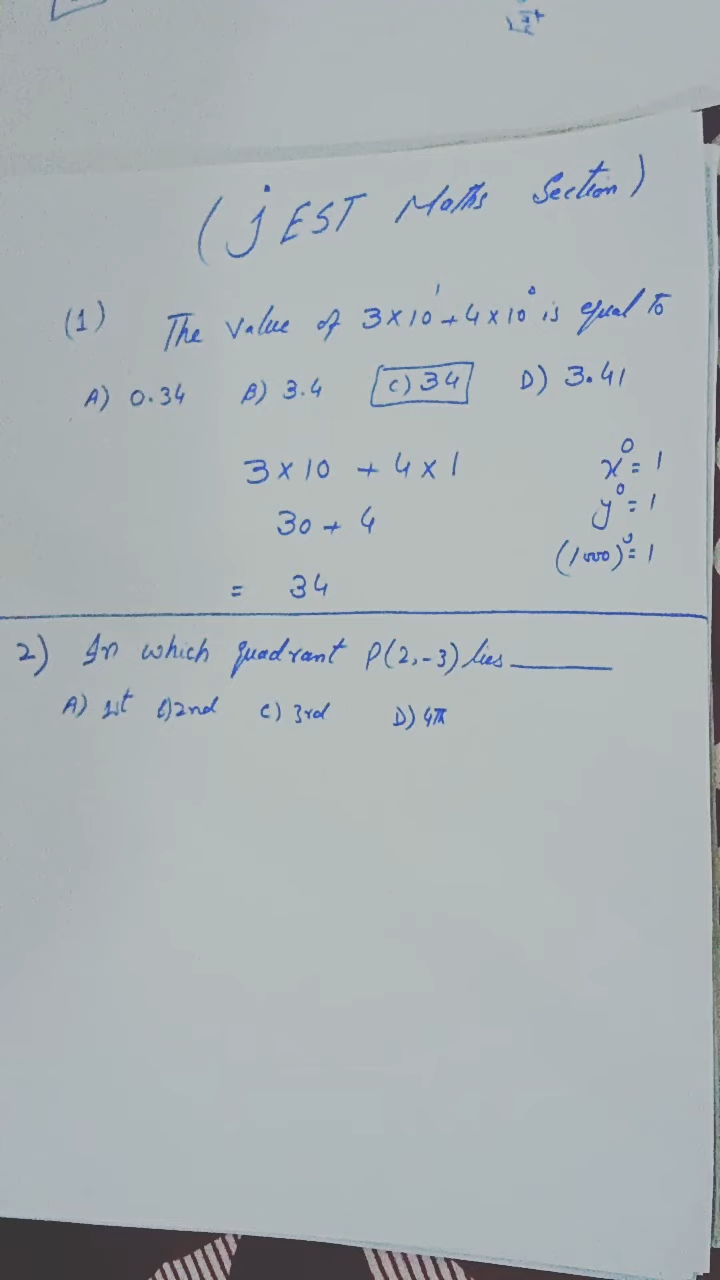 (jEST Maths Section)
(1) The value of 3×10¹+4×10⁰ is equal to
A) 0.34 B) 3.4 C) 34 D) 3.41
3×10 + 4×1 x⁰=1
30+4 y⁰=1
(1000)⁰=1
= 34
2) In which quadrant P(2,-3) lies ______
A) 1st B) 2nd C) 3rd D) 4th